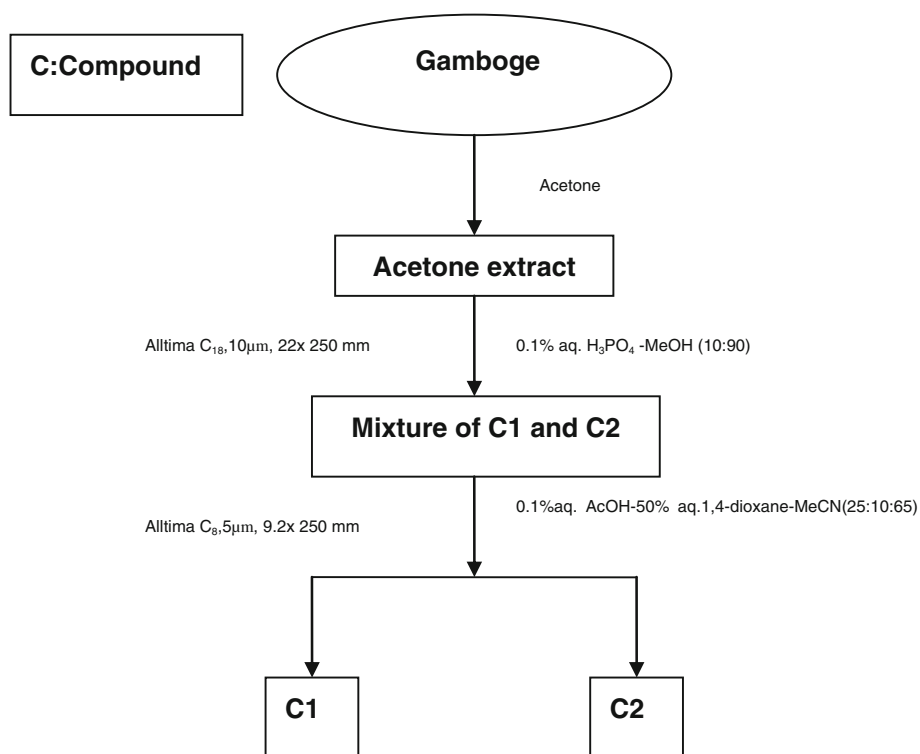 C:Compound
Gamboge
Acetone
Acetone extract
Alltima C₁₈,10μm, 22x 250 mm
0.1% aq. H₃PO₄ -MeOH (10:90)
Mixture of C1 and C2
Alltima C₈,5μm, 9.2x 250 mm
0.1%aq. AcOH-50% aq.1,4-dioxane-MeCN(25:10:65)
C1
C2